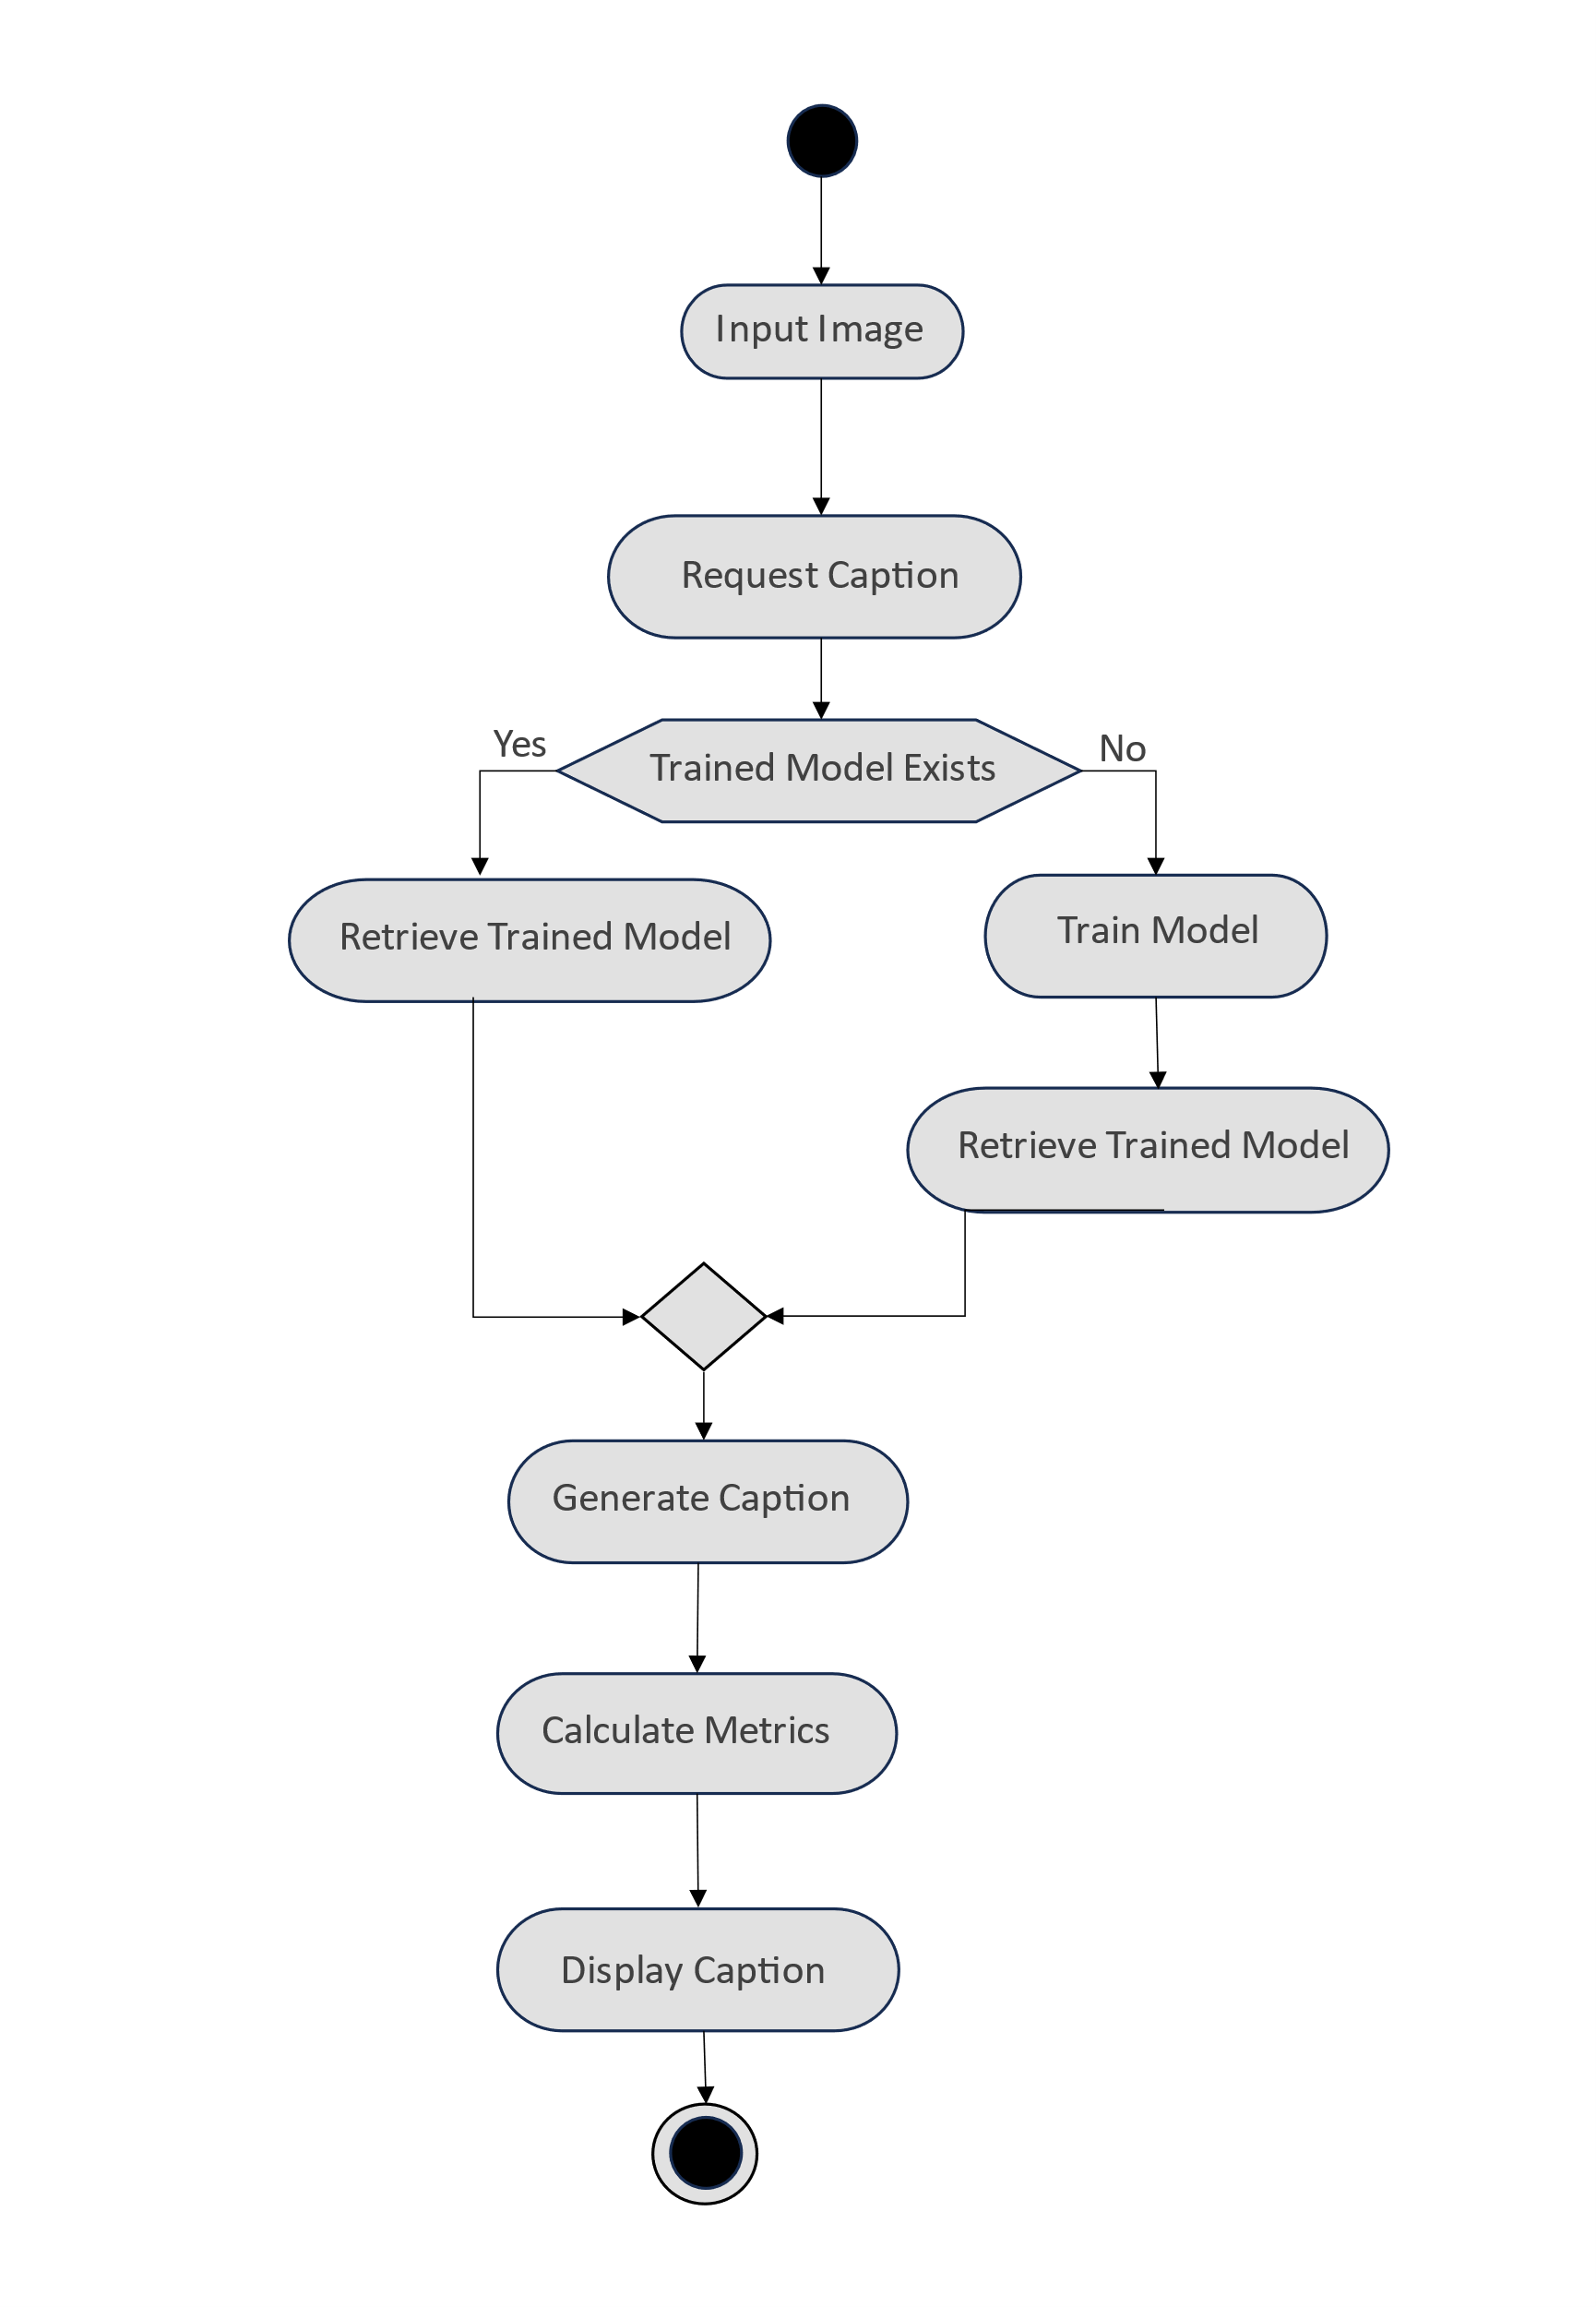 Input Image
Request Caption
Yes
Trained Model Exists
No
Retrieve Trained Model
Train Model
Retrieve Trained Model
Generate Caption
Calculate Metrics
Display Caption